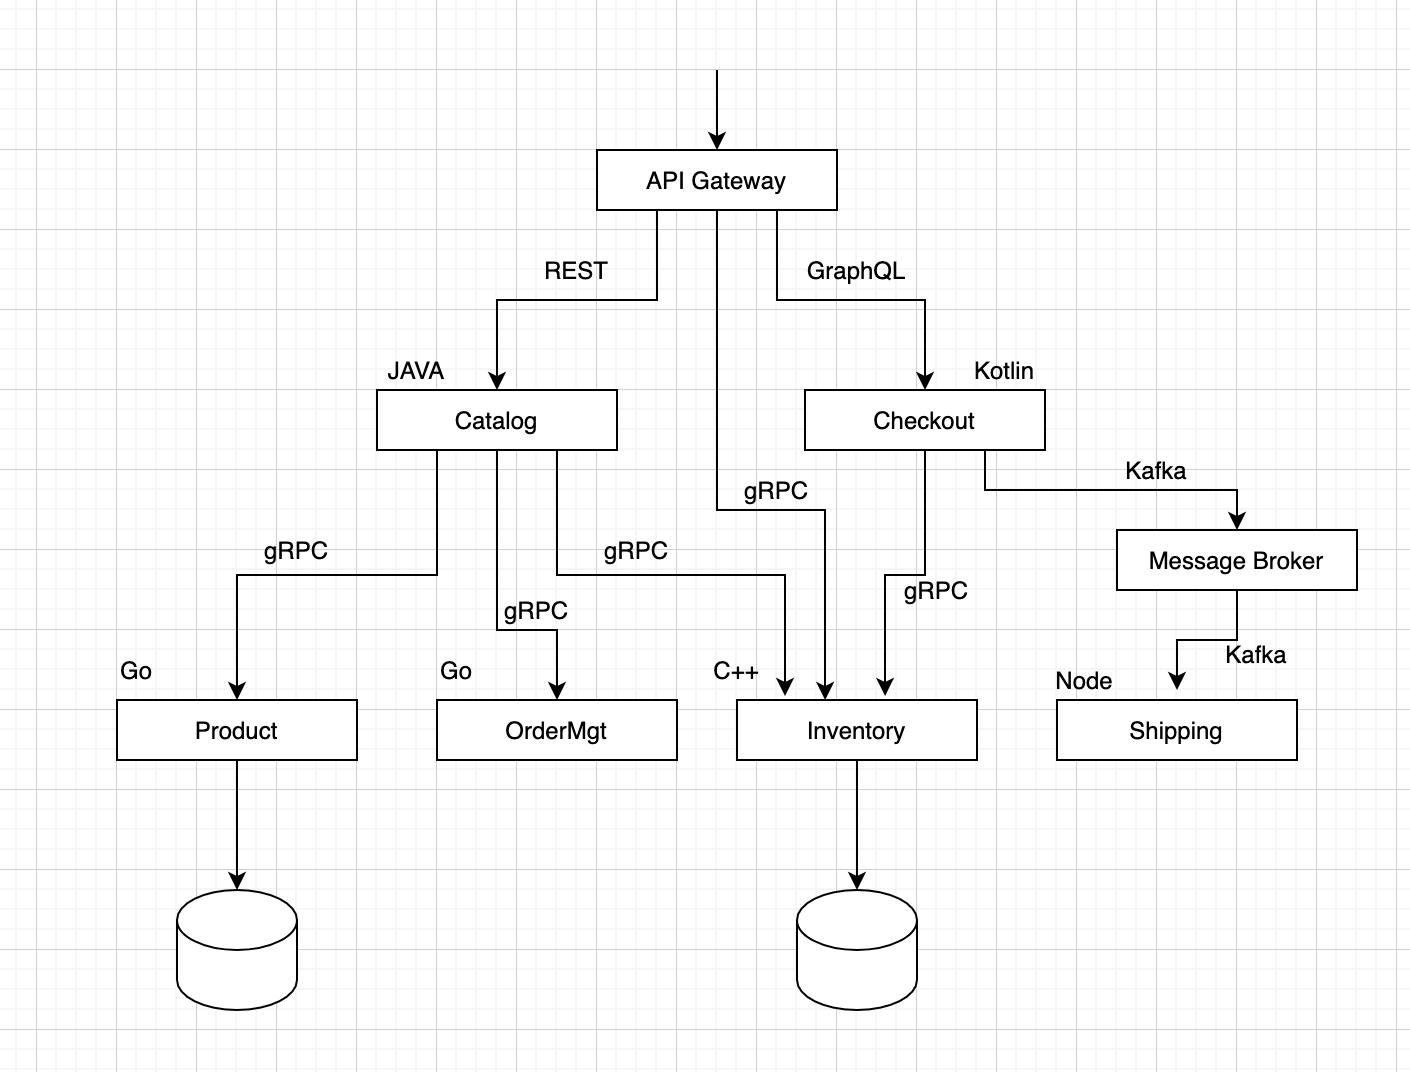 API Gateway
REST
GraphQL
JAVA
Kotlin
Catalog
Checkout
Kafka
gRPC
gRPC
gRPC
Message Broker
gRPC
gRPC
Kafka
Go
Go
C++
Node
Product
OrderMgt
Inventory
Shipping